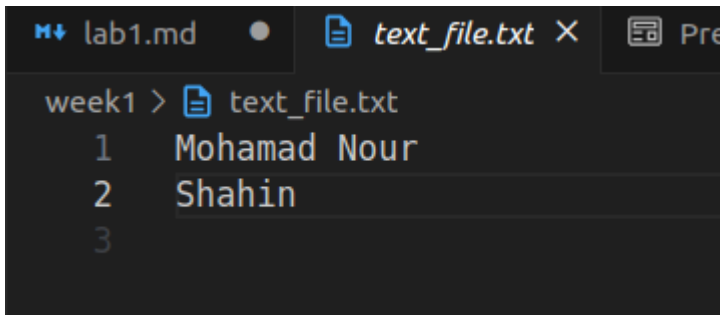 lab1.md ● text_file.txt × Pre
week1 > text_file.txt
1 Mohamad Nour
2 Shahin
3